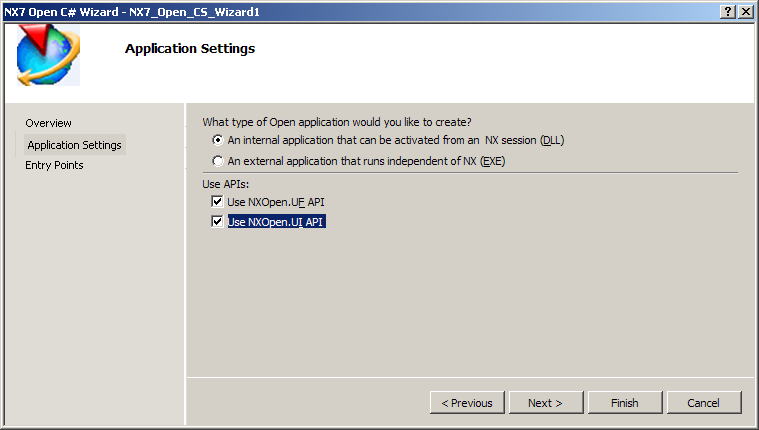 NX7 Open C# Wizard - NX7_Open_CS_Wizard1
Application Settings
Overview
Application Settings
Entry Points
What type of Open application would you like to create?
An internal application that can be activated from an NX session (DLL)
An external application that runs independent of NX (EXE)
Use APIs:
Use NXOpen.UF API
Use NXOpen.UI API
< Previous Next > Finish Cancel